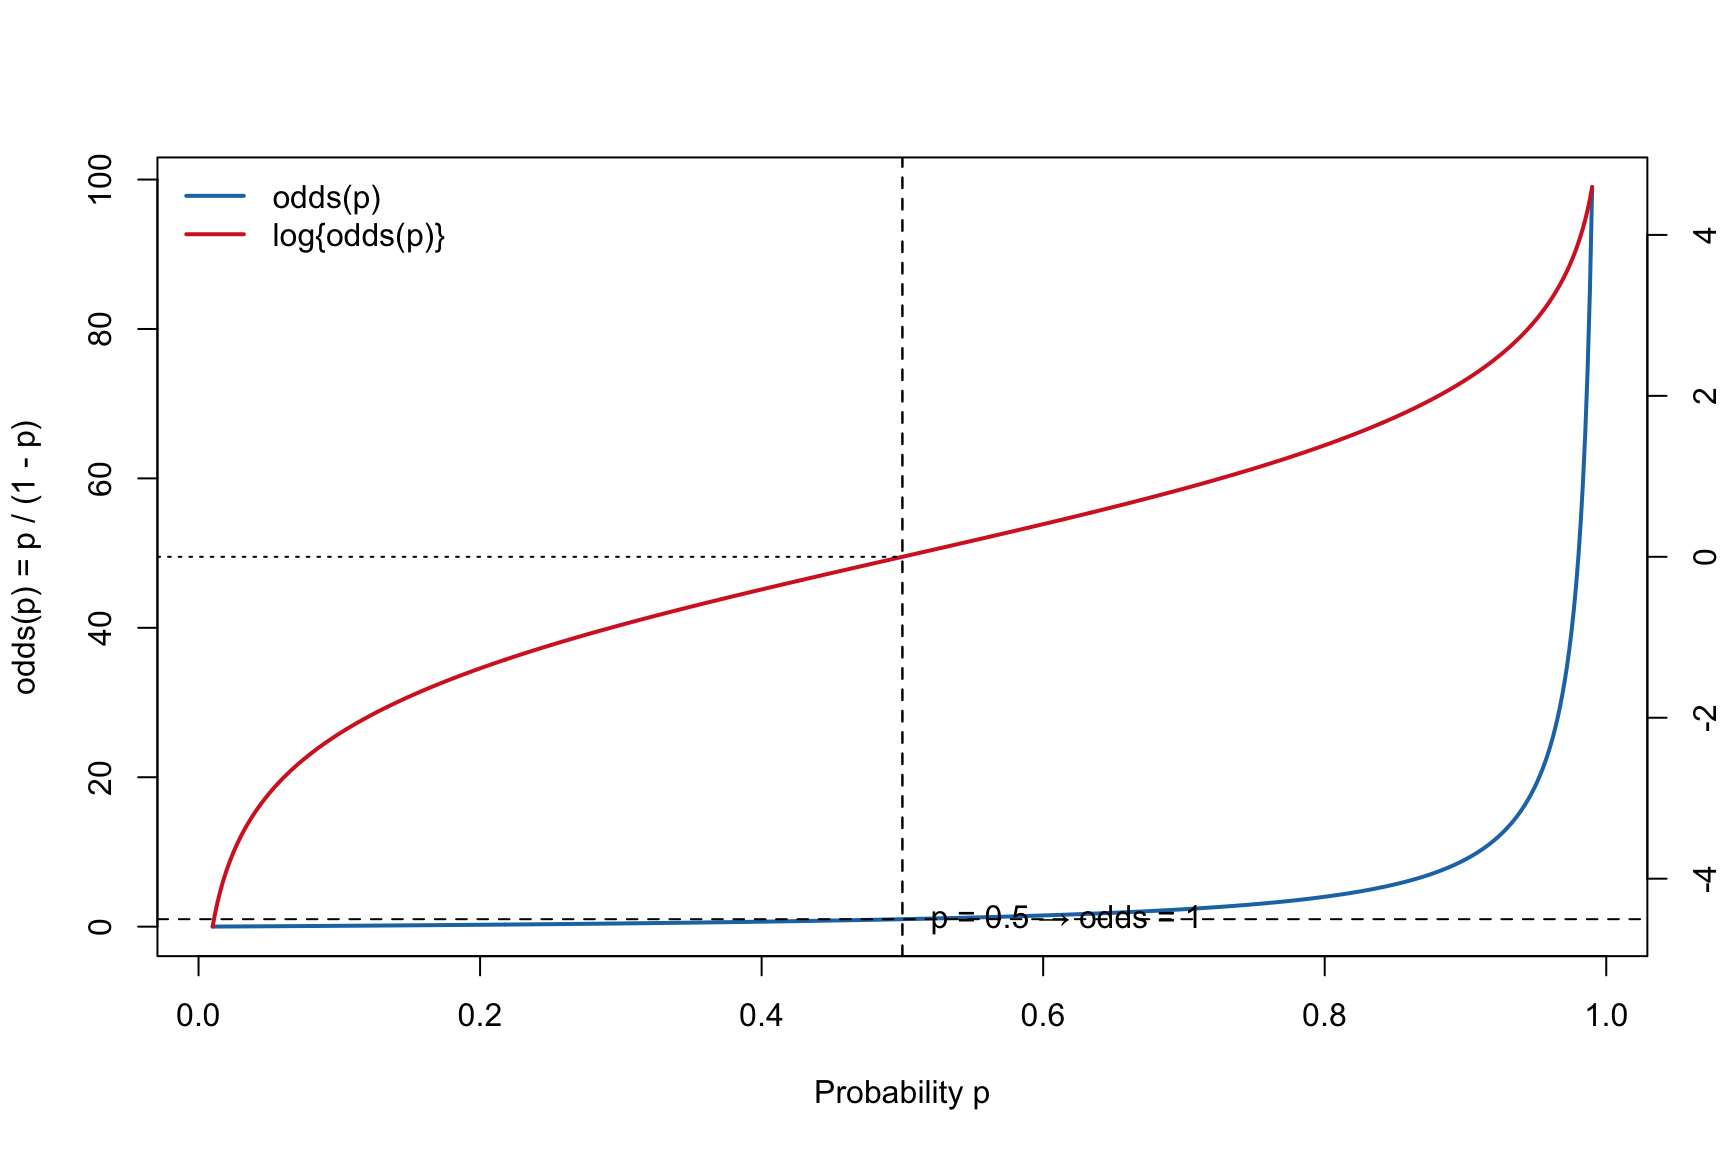 odds(p)
log{odds(p)}
100
80
60
40
20
0
odds(p) = p / (1 - p)
4
2
0
-2
-4
p = 0.5 → odds = 1
0.0 0.2 0.4 0.6 0.8 1.0
Probability p